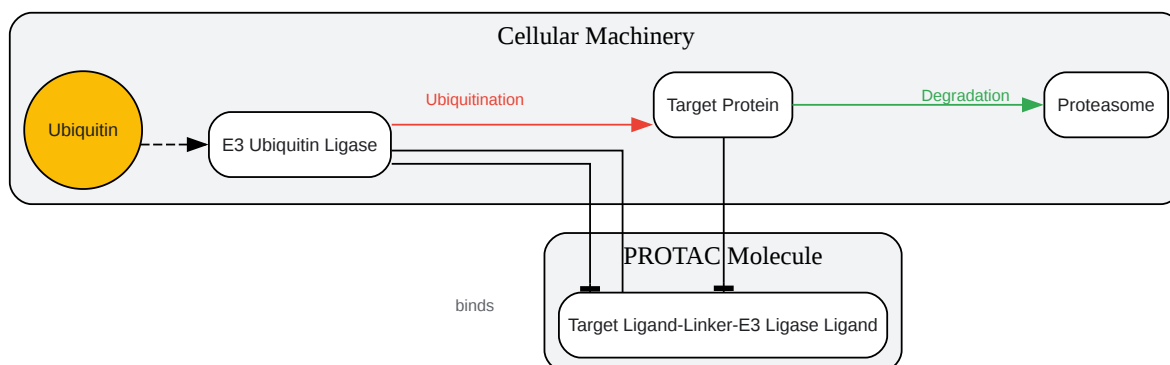 Cellular Machinery
Ubiquitin
E3 Ubiquitin Ligase
Ubiquitination
Target Protein
Degradation
Proteasome
PROTAC Molecule
binds
Target Ligand-Linker-E3 Ligase Ligand